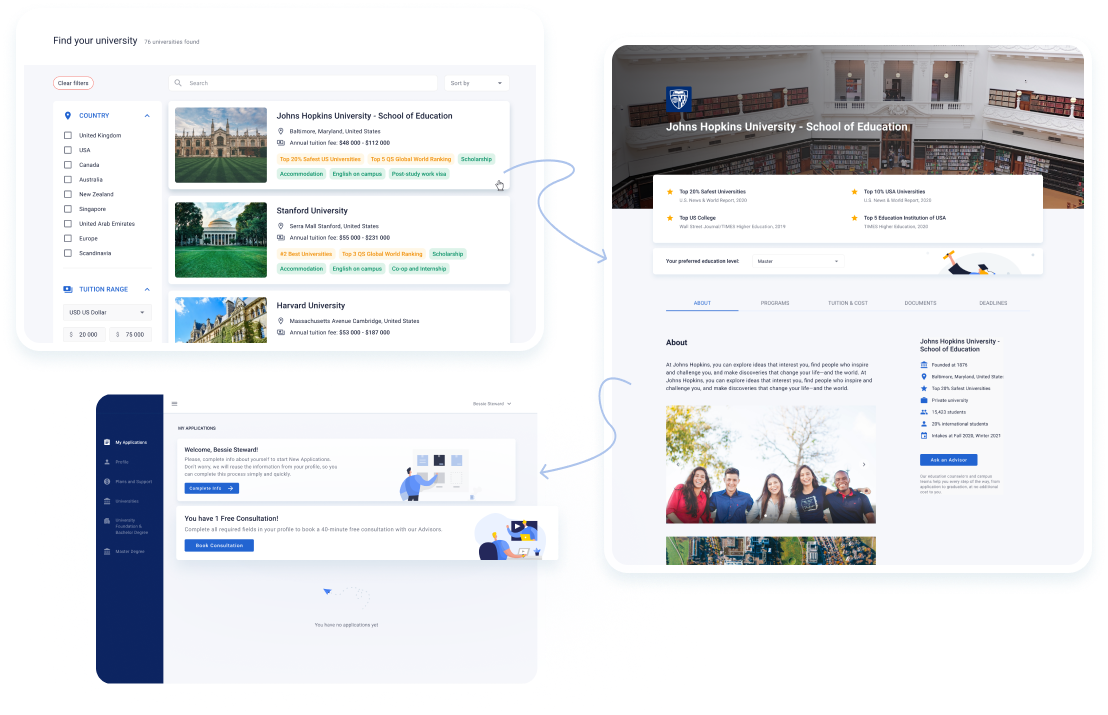 Find your university 76 universities found
Clear filters
Search
Sort by
COUNTRY
United Kingdom
USA
Canada
Australia
New Zealand
Singapore
United Arab Emirates
Europe
Scandinavia
TUITION RANGE
USD US Dollar
$ 20 000 $ 75 000
Johns Hopkins University - School of Education
Baltimore, Maryland, United States
Annual tuition fee: $48 000 - $112 000
Top 20% Safest US Universities Top 5 QS Global World Ranking Scholarship
Accommodation English on campus Post-study work visa
Stanford University
Serra Mall Stanford, United States
Annual tuition fee: $55 000 - $231 000
#2 Best Universities Top 3 QS Global World Ranking Scholarship
Accommodation English on campus Co-op and Internship
Harvard University
Massachusetts Avenue Cambridge, United States
Annual tuition fee: $53 000 - $187 000
Johns Hopkins University - School of Education
Top 20% Safest Universities
U.S. News & World Report, 2020
Top 10% USA Universities
U.S. News & World Report, 2020
Top US College
Wall Street Journal/TIMES Higher Education, 2019
Top 5 Education Institution of USA
TIMES Higher Education, 2020
Your preferred education level: Master
ABOUT PROGRAMS TUITION & COST DOCUMENTS DEADLINES
About
At Johns Hopkins, you can explore ideas that interest you, find people who inspire
and challenge you, and make discoveries that change your life—and the world. At
Johns Hopkins, you can explore ideas that interest you, find people who inspire and
challenge you, and make discoveries that change your life—and the world.
Johns Hopkins University -
School of Education
Founded at 1876
Baltimore, Maryland, United States
Top 20% Safest Universities
Private university
15,423 students
20% international students
Intakes at Fall 2020, Winter 2021
Ask an Advisor
Our education counselors and campus
teams help you every step of the way, from
application to graduation, at no additional
cost to you.
Bessie Steward
My Applications
Profile
Plans and Support
Universities
University
Foundation &
Bachelor Degree
Master Degree
MY APPLICATIONS
Welcome, Bessie Steward!
Please, complete info about yourself to start New Applications.
Don't worry, we will reuse the information from your profile, so you
can complete this process simply and quickly.
Complete Info
You have 1 Free Consultation!
Complete all required fields in your profile to book a 40-minute free consultation with our Advisors.
Book Consultation
You have no applications yet